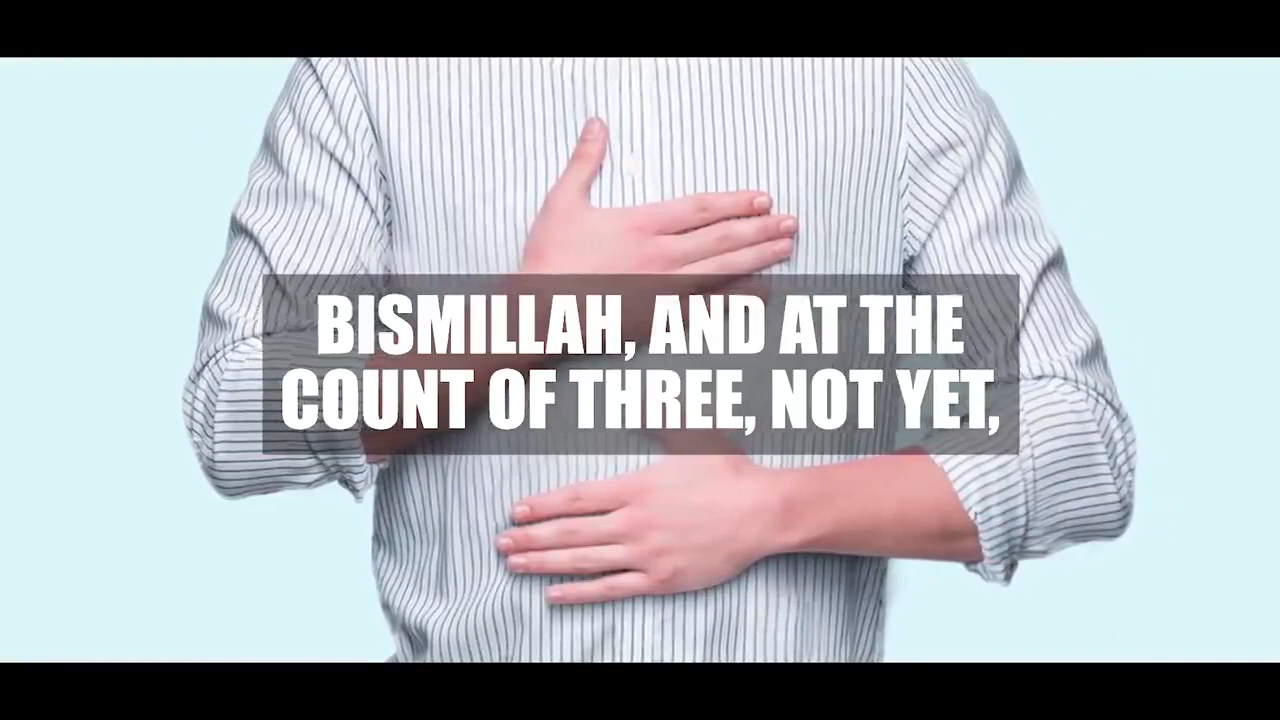 BISMILLAH, AND AT THE
COUNT OF THREE, NOT YET,